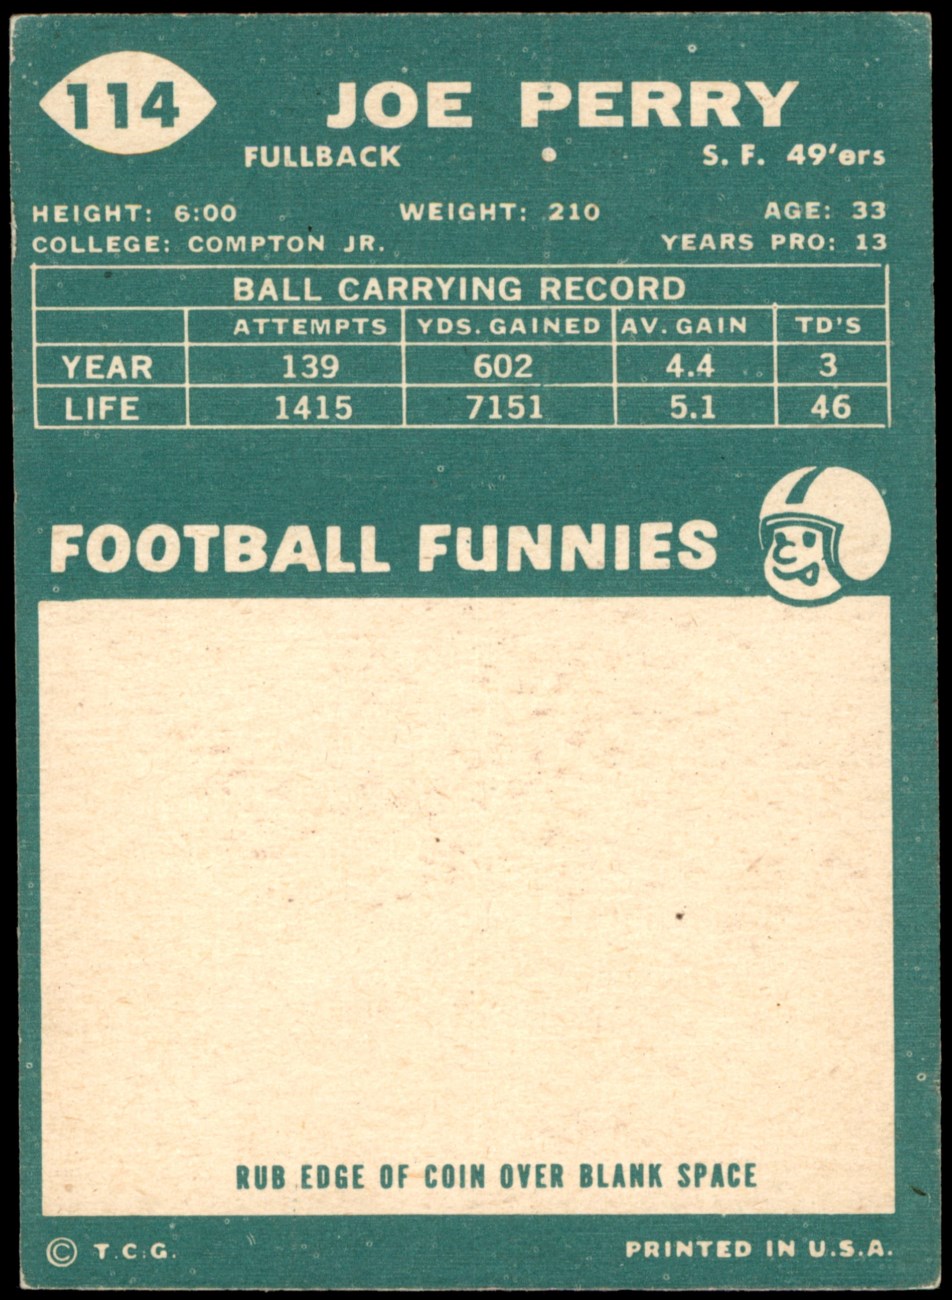 114
JOE PERRY
FULLBACK • S. F. 49'ers
HEIGHT: 6:00 WEIGHT: 210 AGE: 33
COLLEGE: COMPTON JR. YEARS PRO: 13
BALL CARRYING RECORD
ATTEMPTS YDS. GAINED AV. GAIN TD'S
YEAR 139 602 4.4 3
LIFE 1415 7151 5.1 46
FOOTBALL FUNNIES
RUB EDGE OF COIN OVER BLANK SPACE
© T.C.G. PRINTED IN U.S.A.